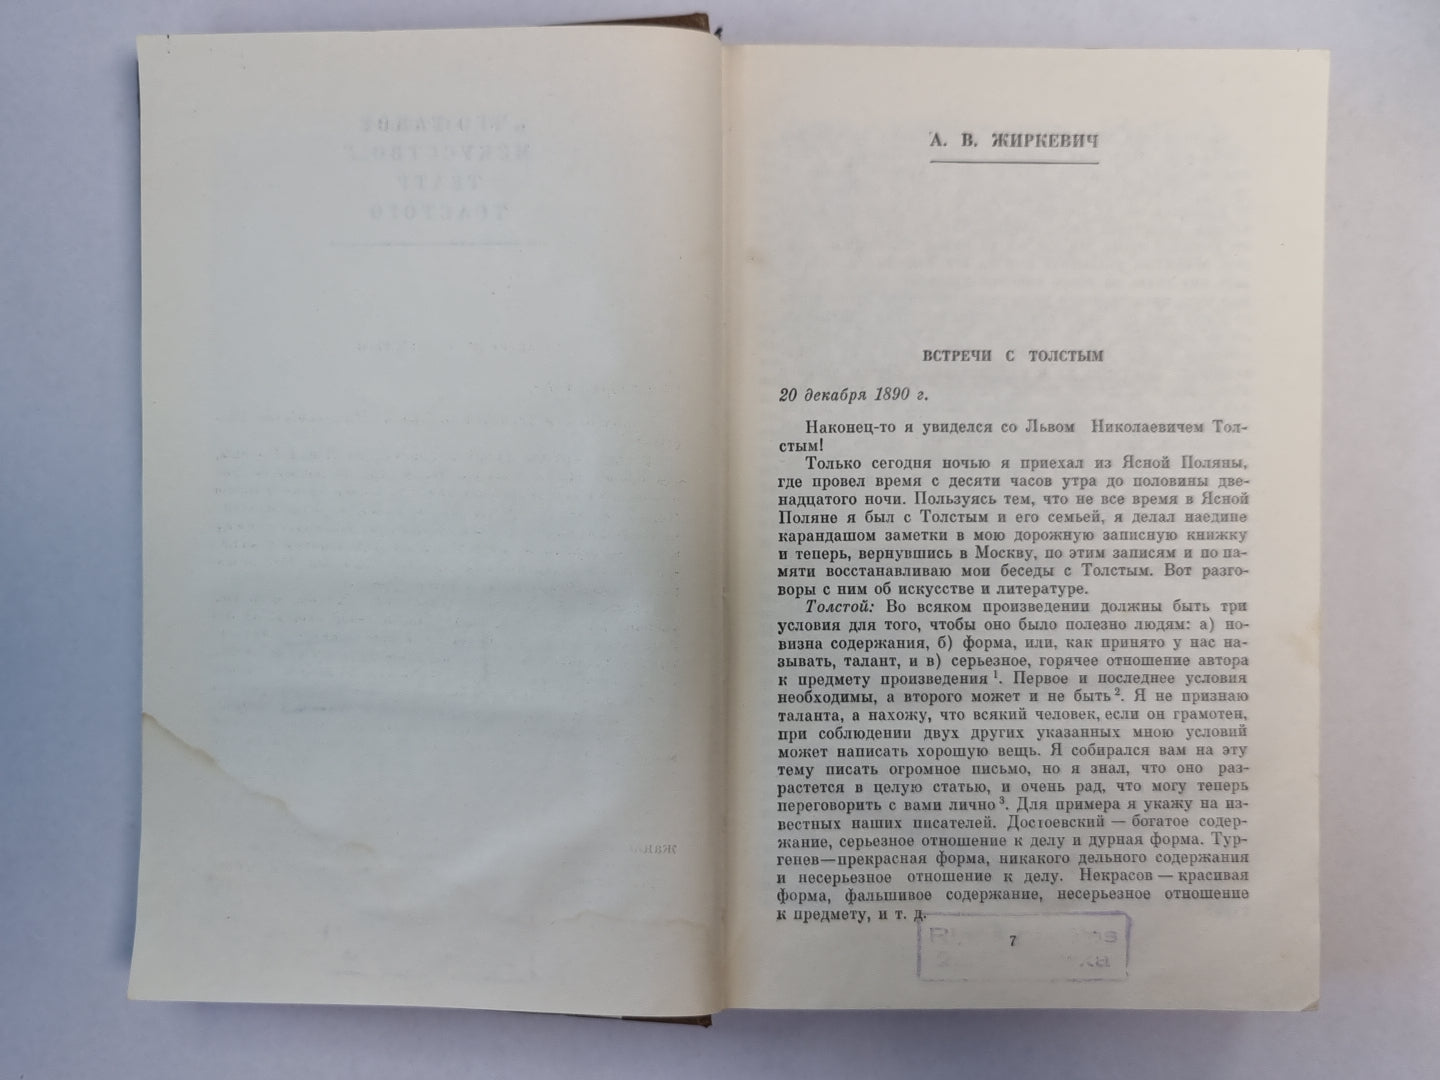 А. В. ЖИРКЕВИЧ
ВСТРЕЧИ С ТОЛСТЫМ
20 декабря 1890 г.
Наконец-то я увиделся со Львом Николаевичем Тол-
стым!
Только сегодня ночью я приехал из Ясной Поляны,
где провел время с десяти часов утра до половины две-
надцатого ночи. Пользуясь тем, что не все время в Ясной
Поляне я был с Толстым и его семьей, я делал наедине
карандашом заметки в мою дорожную записную книжку
и теперь, вернувшись в Москву, по этим записям и по па-
мяти восстанавливаю мои беседы с Толстым. Вот разго-
воры с ним об искусстве и литературе.
Толстой: Во всяком произведении должны быть три
условия для того, чтобы оно было полезно людям: а) но-
визна содержания, б) форма, или, как принято у нас на-
зывать, талант, и в) серьезное, горячее отношение автора
к предмету произведения ¹. Первое и последнее условия
необходимы, а второго может и не быть ². Я не признаю
таланта, а нахожу, что всякий человек, если он грамотен,
при соблюдении двух других указанных мною условий
может написать хорошую вещь. Я собирался вам на эту
тему писать огромное письмо, но я знал, что оно раз-
растется в целую статью, и очень рад, что могу теперь
переговорить с вами лично ³. Для примера я укажу на из-
вестных наших писателей. Достоевский — богатое содер-
жание, серьезное отношение к делу и дурная форма. Тур-
генев — прекрасная форма, никакого дельного содержания
и несерьезное отношение к делу. Некрасов — красивая
форма, фальшивое содержание, несерьезное отношение
к предмету, и т. д.
7